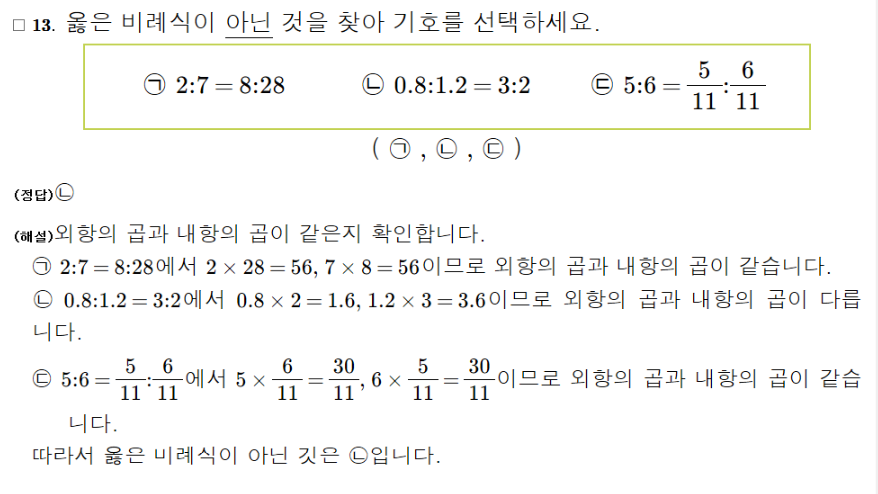 □ 13. 옳은 비례식이 아닌 것을 찾아 기호를 선택하세요.
㉠ 2:7 = 8:28 ㉡ 0.8:1.2 = 3:2 ㉢ 5:6 = 5/11 : 6/11
( ㉠ , ㉡ , ㉢ )
(정답)㉡
(해설)외항의 곱과 내항의 곱이 같은지 확인합니다.
㉠ 2:7 = 8:28에서 2 × 28 = 56, 7 × 8 = 56이므로 외항의 곱과 내항의 곱이 같습니다.
㉡ 0.8:1.2 = 3:2에서 0.8 × 2 = 1.6, 1.2 × 3 = 3.6이므로 외항의 곱과 내항의 곱이 다릅
니다.
㉢ 5:6 = 5/11 : 6/11에서 5 × 6/11 = 30/11, 6 × 5/11 = 30/11이므로 외항의 곱과 내항의 곱이 같습
니다.
따라서 옳은 비례식이 아닌 깃은 ㉡입니다.